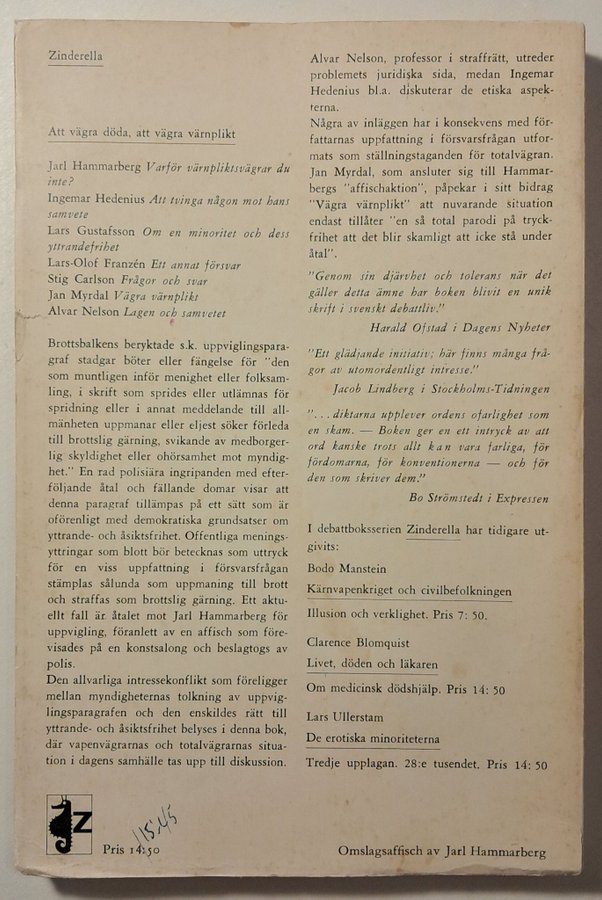 Zinderella
Att vägra döda, att vägra värnplikt
Jarl Hammarberg Varför värnpliktsvägrar du
inte?
Ingemar Hedenius Att tvinga någon mot hans
samvete
Lars Gustafsson Om en minoritet och dess
yttrandefrihet
Lars-Olof Franzén Ett annat försvar
Stig Carlson Frågor och svar
Jan Myrdal Vägra värnplikt
Alvar Nelson Lagen och samvetet
Brottsbalkens beryktade s.k. uppviglingspara-
graf stadgar böter eller fängelse för "den
som muntligen inför menighet eller folksam-
ling, i skrift som sprides eller utlämnas för
spridning eller i annat meddelande till all-
mänheten uppmanar eller eljest söker förleda
till brottslig gärning, svikande av medborger-
lig skyldighet eller ohörsamhet mot myndig-
het." En rad polisiära ingripanden med efter-
följande åtal och fällande domar visar att
denna paragraf tillämpas på ett sätt som är
oförenligt med demokratiska grundsatser om
yttrande- och åsiktsfrihet. Offentliga menings-
yttringar som blott bör betecknas som uttryck
för en viss uppfattning i försvarsfrågan
stämplas sålunda som uppmaning till brott
och straffas som brottslig gärning. Ett aktu-
ellt fall är åtalet mot Jarl Hammarberg för
uppvigling, föranlett av en affisch som före-
visades på en konstsalong och beslagtogs av
polis.
Den allvarliga intressekonflikt som föreligger
mellan myndigheternas tolkning av uppvig-
lingsparagrafen och den enskildes rätt till
yttrande- och åsiktsfrihet belyses i denna bok,
där vapenvägrarnas och totalvägrarnas situa-
tion i dagens samhälle tas upp till diskussion.
Z
Pris 14:50
115:45
Alvar Nelson, professor i straffrätt, utreder
problemets juridiska sida, medan Ingemar
Hedenius bl.a. diskuterar de etiska aspek-
terna.
Några av inläggen har i konsekvens med för-
fattarnas uppfattning i försvarsfrågan utfor-
mats som ställningstaganden för totalvägran.
Jan Myrdal, som ansluter sig till Hammar-
bergs "affischaktion", påpekar i sitt bidrag
"Vägra värnplikt" att nuvarande situation
endast tillåter "en så total parodi på tryck-
frihet att det blir skamligt att icke stå under
åtal".
"Genom sin djärvhet och tolerans när det
gäller detta ämne har boken blivit en unik
skrift i svenskt debattliv."
Harald Ofstad i Dagens Nyheter
"Ett glädjande initiativ; här finns många frå-
gor av utomordentligt intresse."
Jacob Lindberg i Stockholms-Tidningen
"...diktarna upplever ordens ofarlighet som
en skam. — Boken ger en ett intryck av att
ord kanske trots allt kan vara farliga, för
fördomarna, för konventionerna — och för
den som skriver dem."
Bo Strömstedt i Expressen
I debattboksserien Zinderella har tidigare ut-
givits:
Bodo Manstein
Kärnvapenkriget och civilbefolkningen
Illusion och verklighet. Pris 7: 50.
Clarence Blomquist
Livet, döden och läkaren
Om medicinsk dödshjälp. Pris 14: 50
Lars Ullerstam
De erotiska minoriteterna
Tredje upplagan. 28:e tusendet. Pris 14: 50
Omslagsaffisch av Jarl Hammarberg